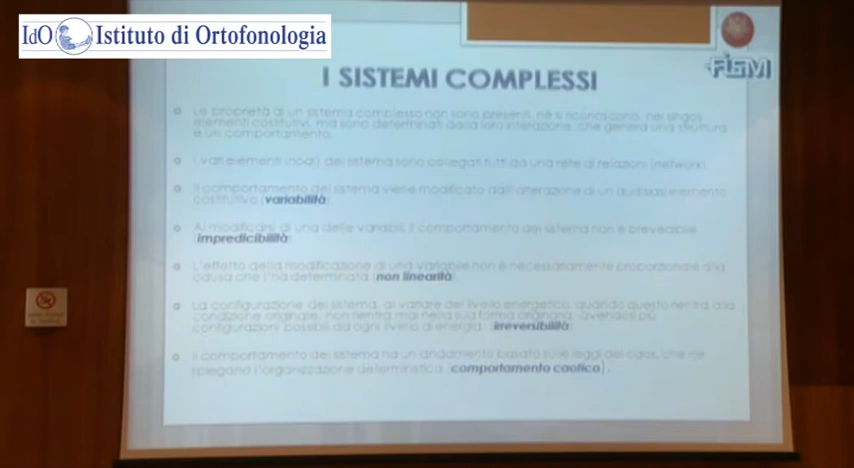 IdO Istituto di Ortofonologia
FISM
I SISTEMI COMPLESSI
Le proprietà di un sistema complesso non sono presenti, nè si riconoscono, nei singoli
elementi costitutivi, ma sono determinati dalla loro interazione, che genera una struttura
e un comportamento.
I vari elementi (nodi) del sistema sono collegati tutti da una rete di relazioni (network)
Il comportamento del sistema viene modificato dall'alterazione di un qualsiasi elemento
costitutivo (variabilità)
Al modificarsi di una delle variabili il comportamento del sistema non è prevedibile
(impredicibilità)
L'effetto della modificazione di una variabile non è necessariamente proporzionale alla
causa che l'ha determinata (non linearità)
La configurazione del sistema, al variare del livello energetico, quando questo rientra alla
condizione originale, non rientra mai nella sua forma originaria, avendosi più
configurazioni possibili ad ogni livello di energia. (irreversibilità)
Il comportamento del sistema ha un andamento basato sulle leggi del caos, che ne
spiegano l'organizzazione deterministica (comportamento caotico).